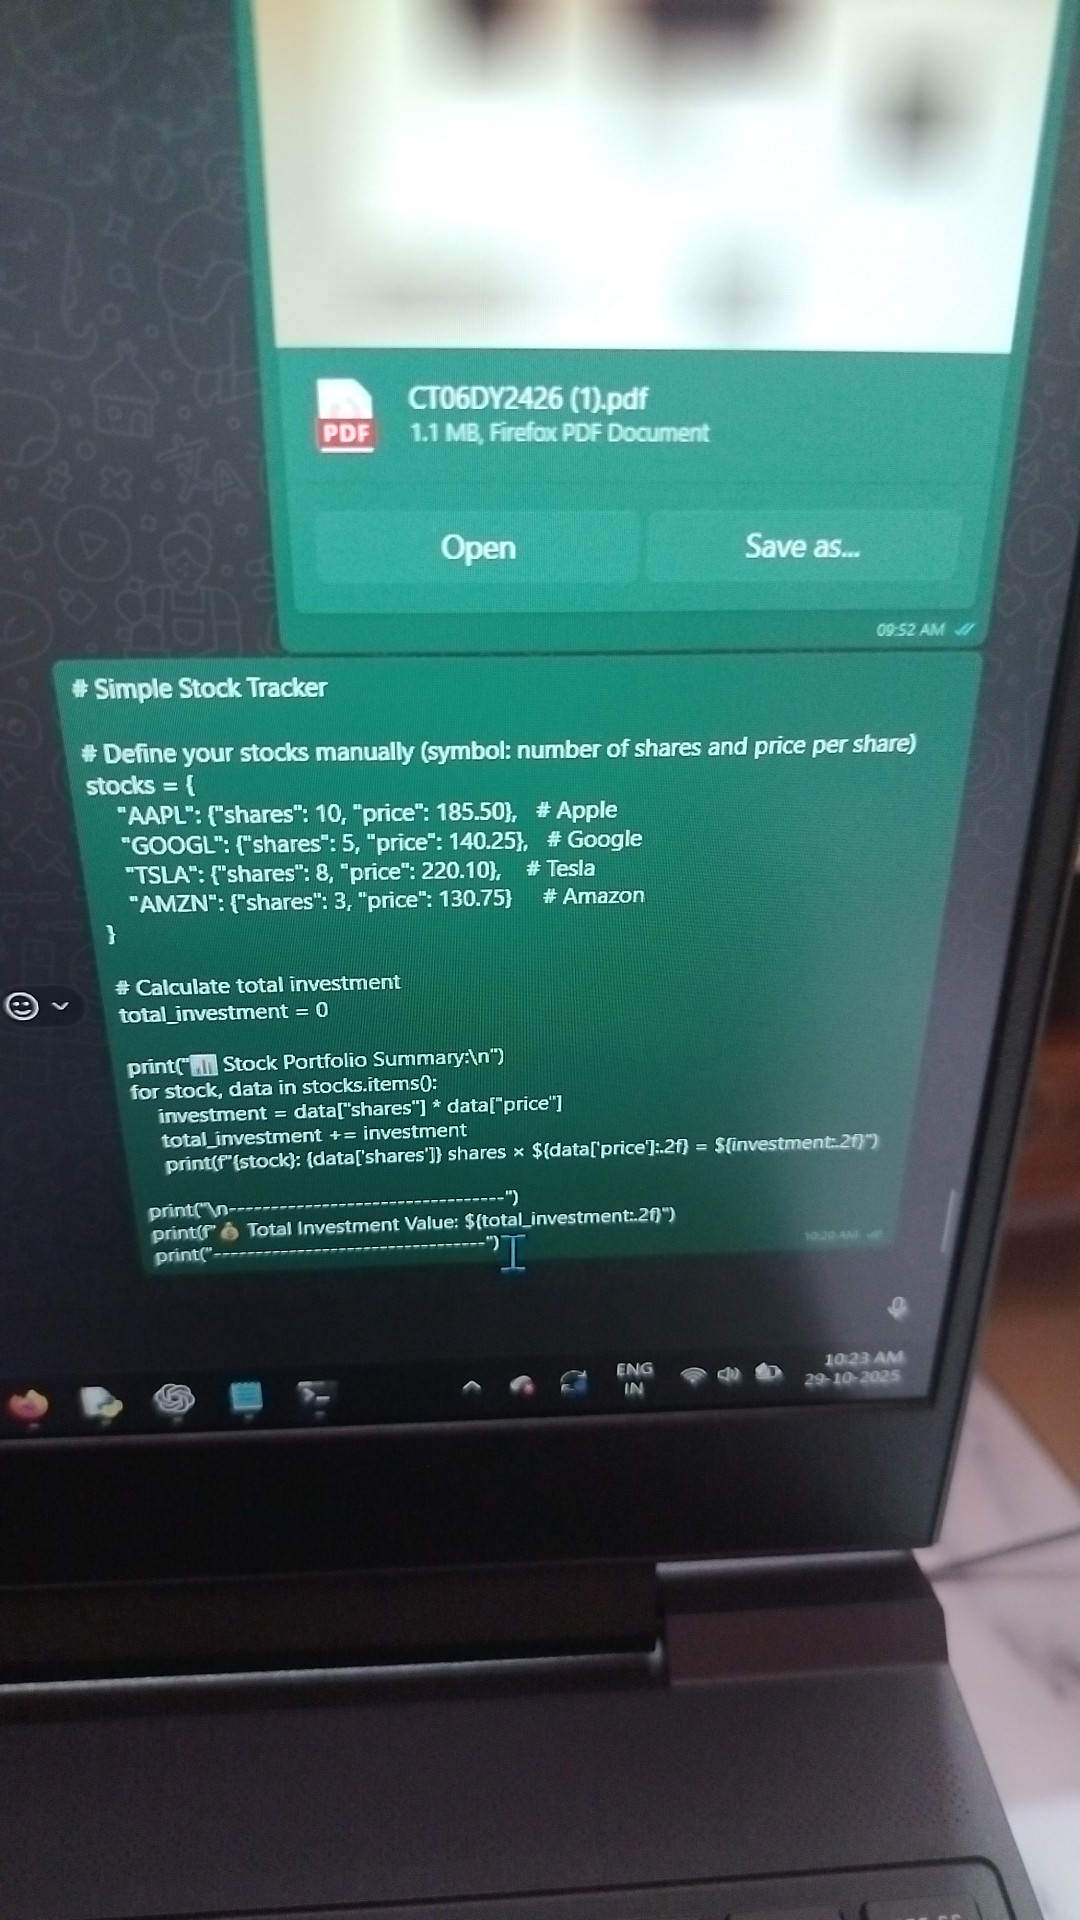 PDF
CT06DY2426 (1).pdf
1.1 MB, Firefox PDF Document
Open
Save as...
09:52 AM
# Simple Stock Tracker
# Define your stocks manually (symbol: number of shares and price per share)
stocks = {
"AAPL": {"shares": 10, "price": 185.50}, # Apple
"GOOGL": {"shares": 5, "price": 140.25}, # Google
"TSLA": {"shares": 8, "price": 220.10}, # Tesla
"AMZN": {"shares": 3, "price": 130.75} # Amazon
}
# Calculate total investment
total_investment = 0
print("📊 Stock Portfolio Summary:\n")
for stock, data in stocks.items():
investment = data["shares"] * data["price"]
total_investment += investment
print(f"{stock}: {data['shares']} shares × ${data['price']:.2f} = ${investment:.2f}")
print("\n-----------------------------------")
print(f"💰 Total Investment Value: ${total_investment:.2f}")
print("-----------------------------------")
10:20 AM
ENG
IN
10:23 AM
29-10-2025